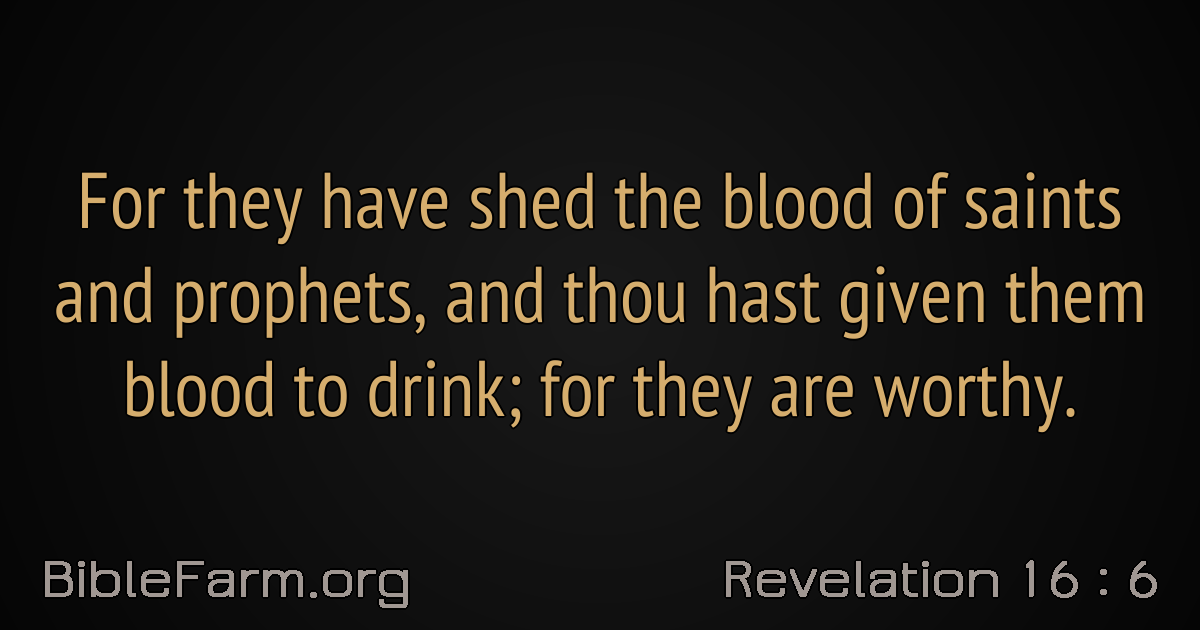 For they have shed the blood of saints
and prophets, and thou hast given them
blood to drink; for they are worthy.
BibleFarm.org
Revelation 16 : 6